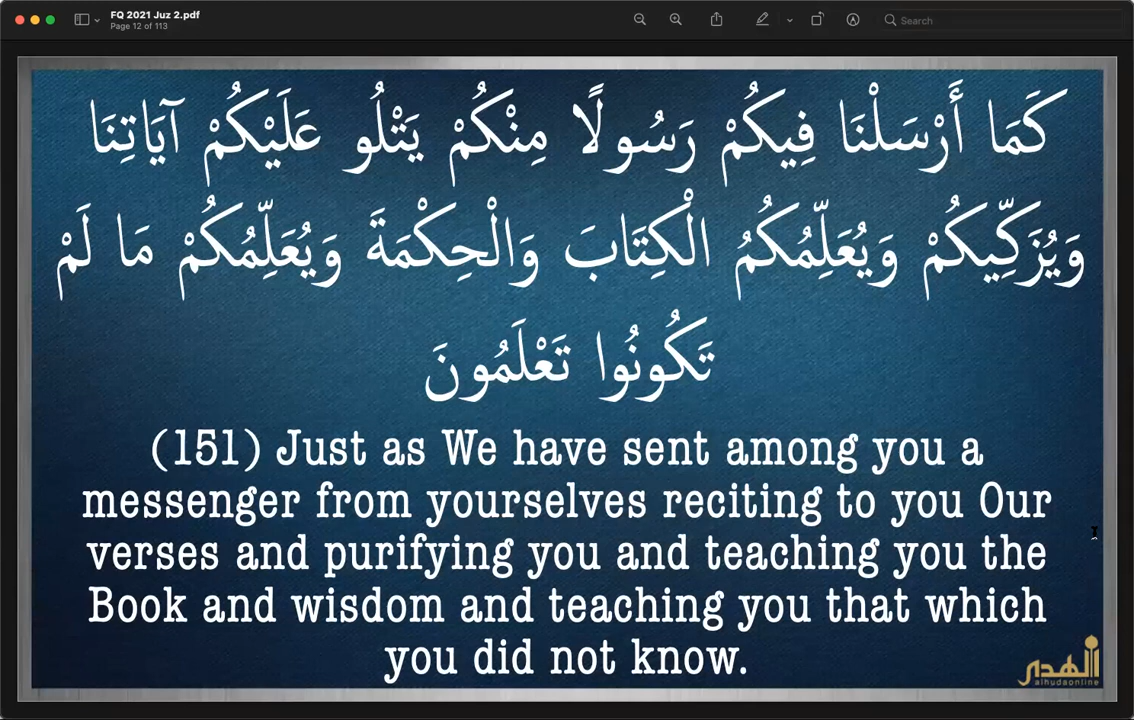 FQ 2021 Juz 2.pdf
Page 12 of 113
Search
كَمَا أَرْسَلْنَا فِيكُمْ رَسُولًا مِنْكُمْ يَتْلُو عَلَيْكُمْ آيَاتِنَا
وَيُزَكِّيكُمْ وَيُعَلِّمُكُمُ الْكِتَابَ وَالْحِكْمَةَ وَيُعَلِّمُكُمْ مَا لَمْ
تَكُونُوا تَعْلَمُونَ
(151) Just as We have sent among you a
messenger from yourselves reciting to you Our
verses and purifying you and teaching you the
Book and wisdom and teaching you that which
you did not know.
الهدى
alhudaonline